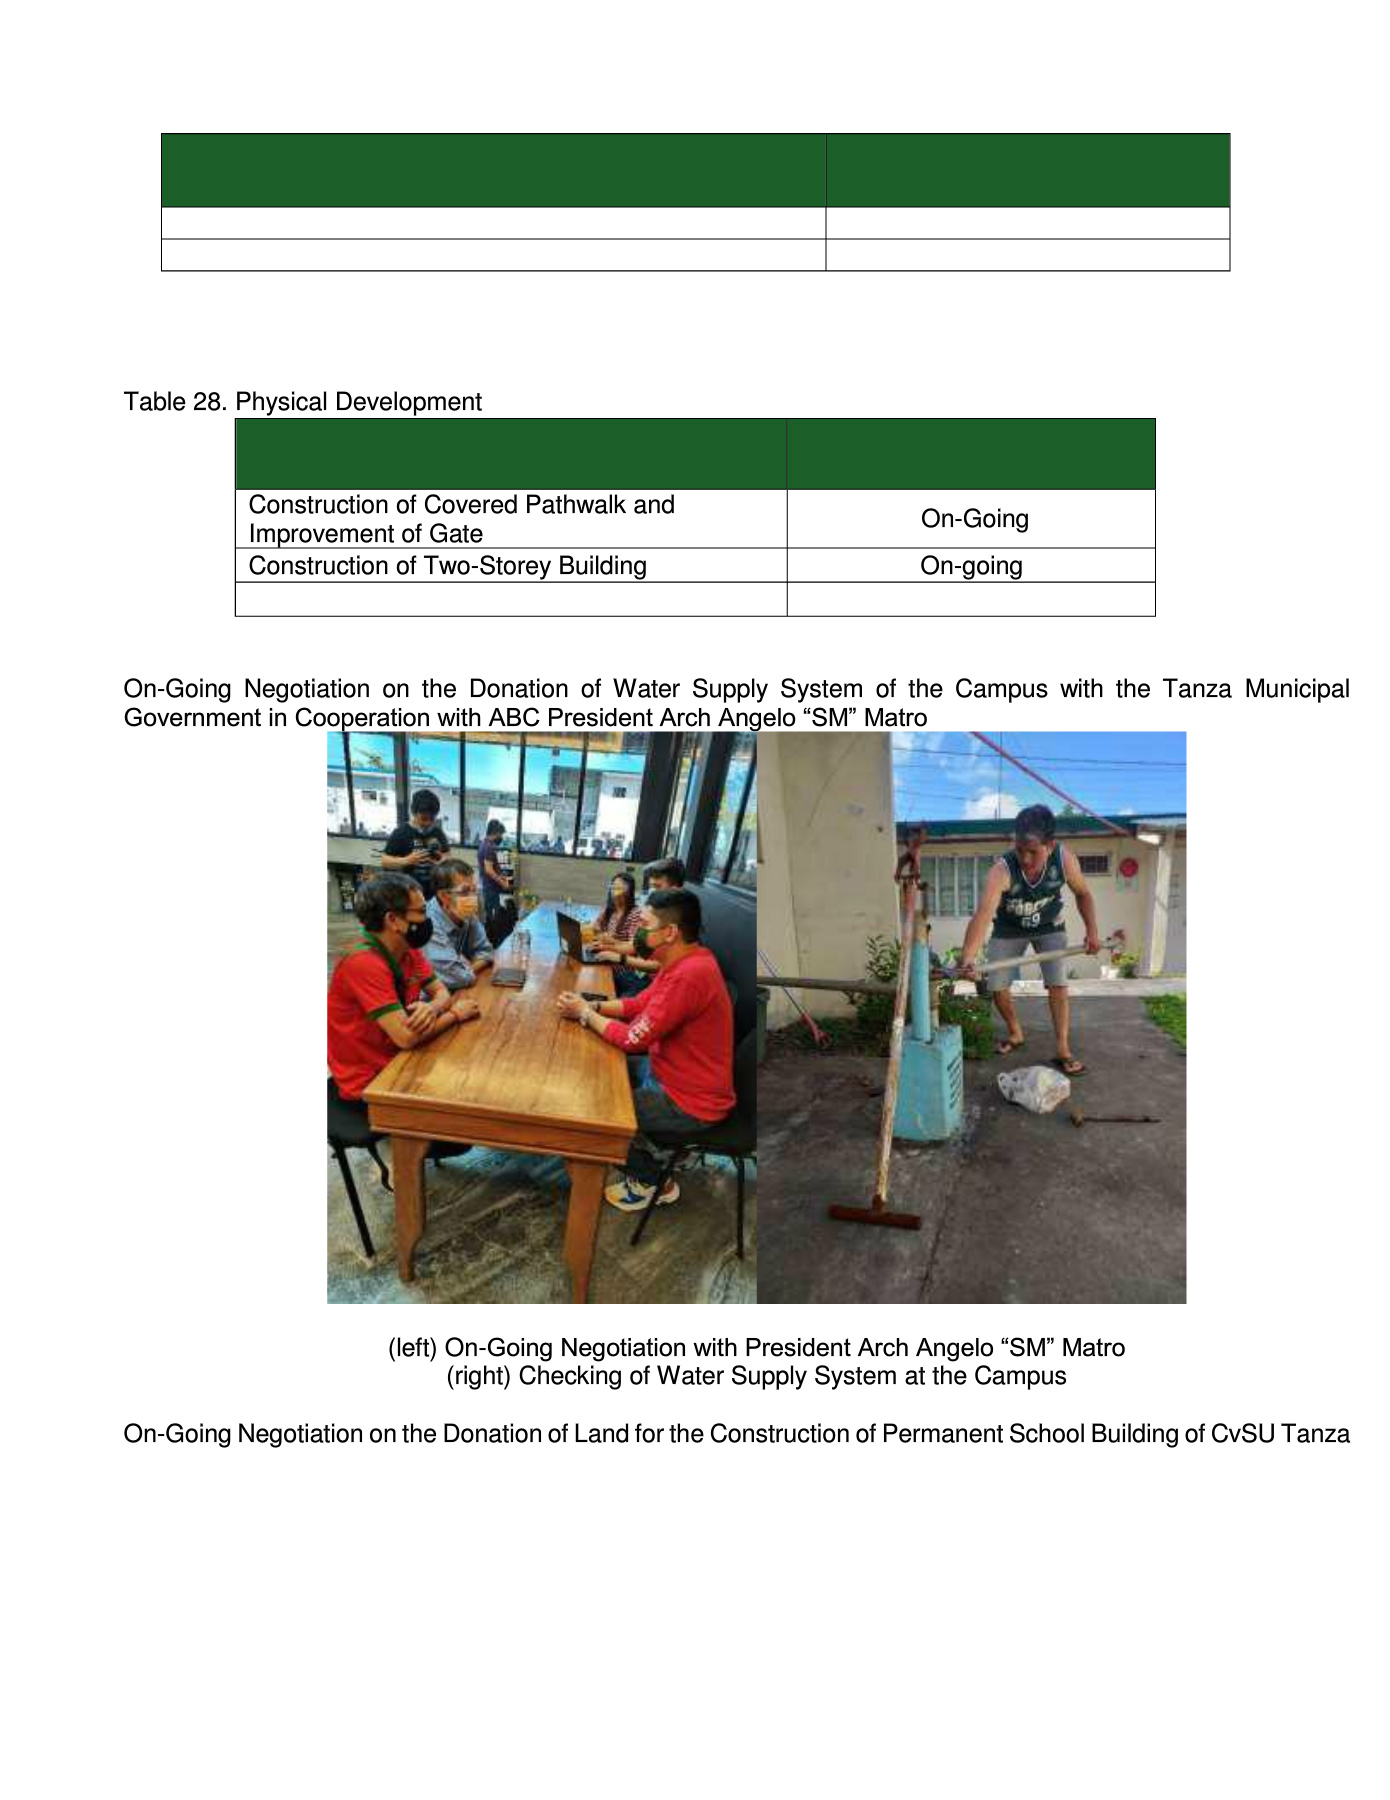 Table 28. Physical Development
Construction of Covered Pathwalk and
Improvement of Gate
On-Going
Construction of Two-Storey Building
On-going
On-Going Negotiation on the Donation of Water Supply System of the Campus with the Tanza Municipal
Government in Cooperation with ABC President Arch Angelo “SM” Matro
(left) On-Going Negotiation with President Arch Angelo “SM” Matro
(right) Checking of Water Supply System at the Campus
On-Going Negotiation on the Donation of Land for the Construction of Permanent School Building of CvSU Tanza